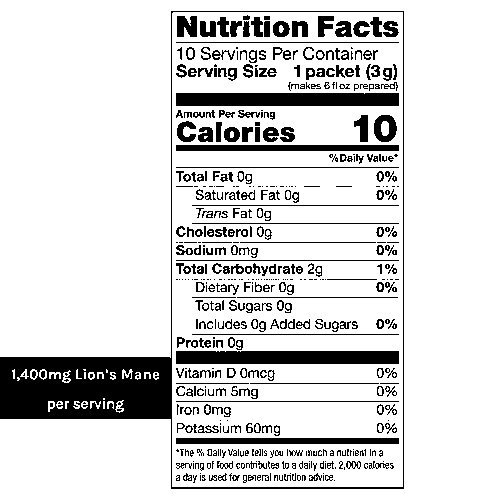 Nutrition Facts
10 Servings Per Container
Serving Size 1 packet (3g)
(makes 6 fl oz prepared)
Amount Per Serving
Calories 10
% Daily Value*
Total Fat 0g 0%
Saturated Fat 0g 0%
Trans Fat 0g
Cholesterol 0g 0%
Sodium 0mg 0%
Total Carbohydrate 2g 1%
Dietary Fiber 0g 0%
Total Sugars 0g
Includes 0g Added Sugars 0%
Protein 0g
1,400mg Lion's Mane
per serving
Vitamin D 0mcg 0%
Calcium 5mg 0%
Iron 0mg 0%
Potassium 60mg 0%
*The % Daily Value tells you how much a nutrient in a
serving of food contributes to a daily diet. 2,000 calories
a day is used for general nutrition advice.